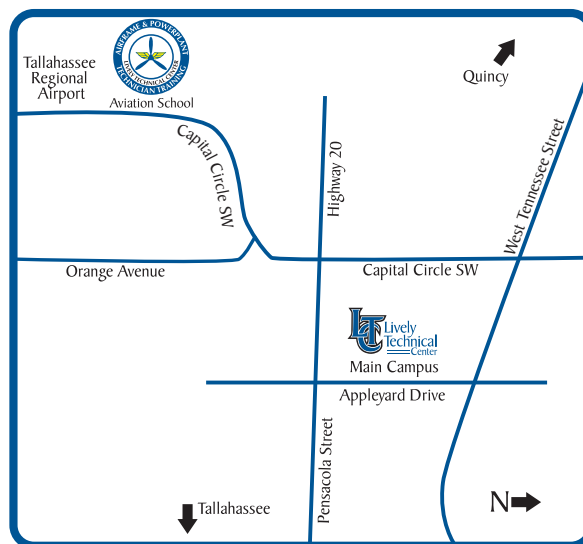 Tallahassee
Regional
Airport
AIRFRAME & POWERPLANT
LIVELY TECHNICAL CENTER
TECHNICIAN TRAINING
Aviation School
Quincy
Capital Circle SW
Highway 20
West Tennessee Street
Orange Avenue
Capital Circle SW
LTC
Lively
Technical
Center
Main Campus
Appleyard Drive
Pensacola Street
Tallahassee
N